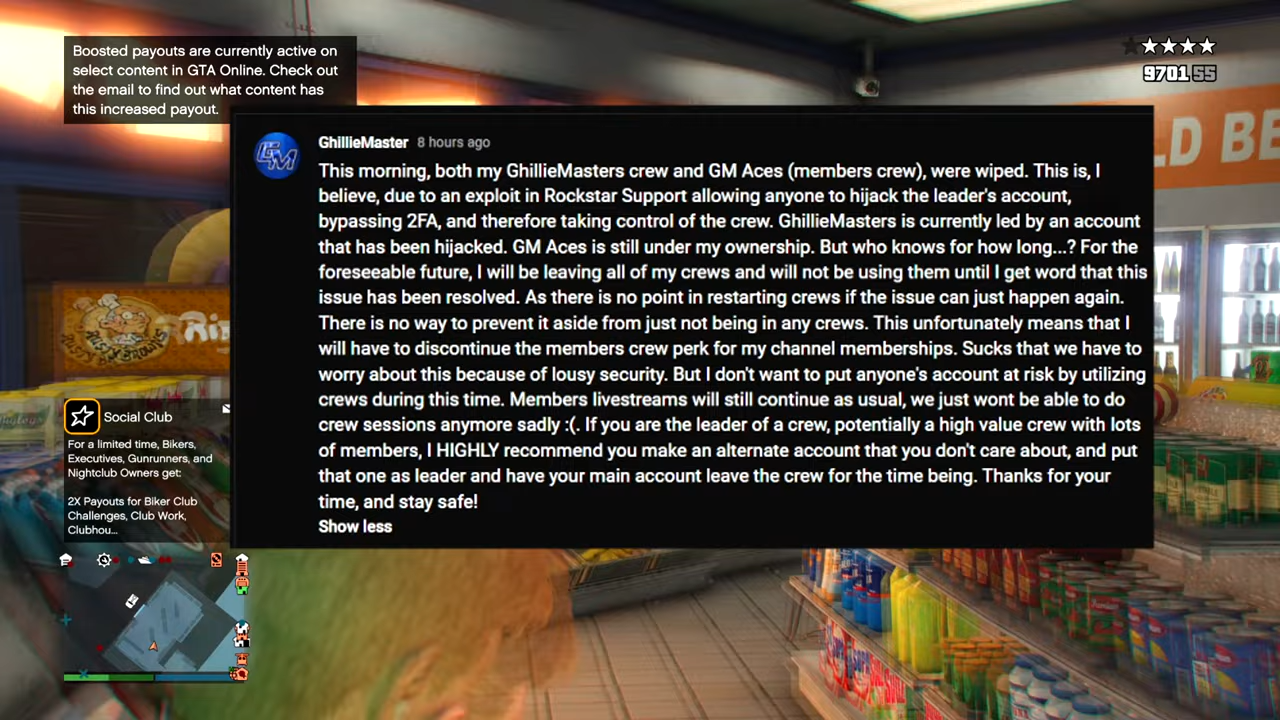 Boosted payouts are currently active on
select content in GTA Online. Check out
the email to find out what content has
this increased payout.
9701 55
GM
GhillieMaster 8 hours ago
This morning, both my GhillieMasters crew and GM Aces (members crew), were wiped. This is, I
believe, due to an exploit in Rockstar Support allowing anyone to hijack the leader's account,
bypassing 2FA, and therefore taking control of the crew. GhillieMasters is currently led by an account
that has been hijacked. GM Aces is still under my ownership. But who knows for how long...? For the
foreseeable future, I will be leaving all of my crews and will not be using them until I get word that this
issue has been resolved. As there is no point in restarting crews if the issue can just happen again.
There is no way to prevent it aside from just not being in any crews. This unfortunately means that I
will have to discontinue the members crew perk for my channel memberships. Sucks that we have to
worry about this because of lousy security. But I don't want to put anyone's account at risk by utilizing
crews during this time. Members livestreams will still continue as usual, we just wont be able to do
crew sessions anymore sadly :(. If you are the leader of a crew, potentially a high value crew with lots
of members, I HIGHLY recommend you make an alternate account that you don't care about, and put
that one as leader and have your main account leave the crew for the time being. Thanks for your
time, and stay safe!
Show less
LD BE
Rin
Social Club
For a limited time, Bikers,
Executives, Gunrunners, and
Nightclub Owners get:
2X Payouts for Biker Club
Challenges, Club Work,
Clubhou...